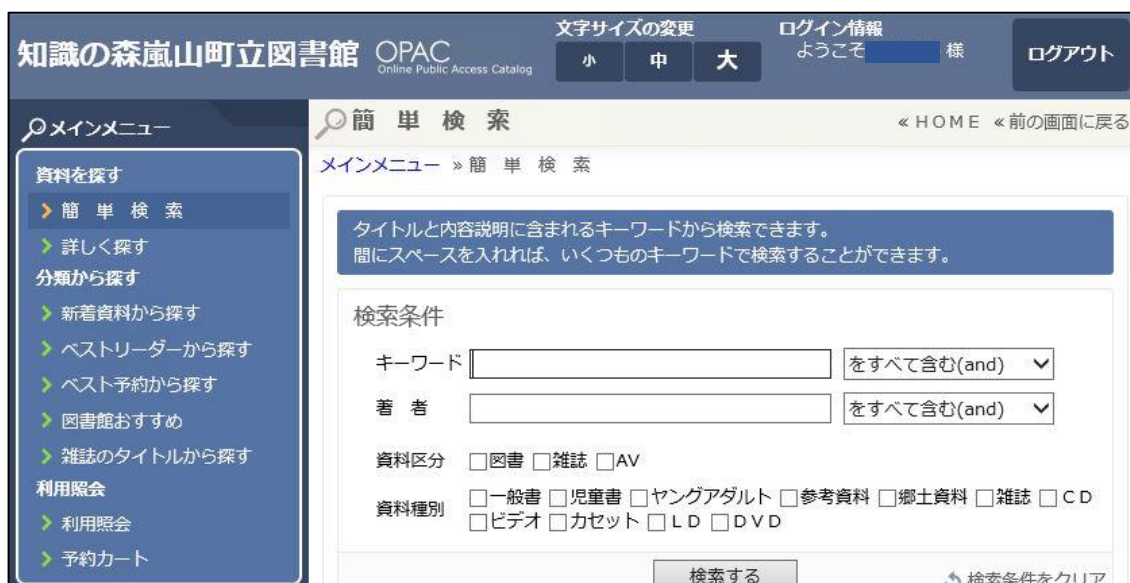 知識の森嵐山町立図書館 OPAC
Online Public Access Catalog
文字サイズの変更
小 中 大
ログイン情報
ようこそ 様
ログアウト
メインメニュー
資料を探す
簡 単 検 索
詳しく探す
分類から探す
新着資料から探す
ベストリーダーから探す
ベスト予約から探す
図書館おすすめ
雑誌のタイトルから探す
利用照会
利用照会
予約カート
簡 単 検 索
«HOME «前の画面に戻る
メインメニュー »簡 単 検 索
タイトルと内容説明に含まれるキーワードから検索できます。
間にスペースを入れれば、いくつものキーワードで検索することができます。
検索条件
キーワード をすべて含む(and)
著 者 をすべて含む(and)
資料区分 図書 雑誌 AV
資料種別 一般書 児童書 ヤングアダルト 参考資料 郷土資料 雑誌 CD
ビデオ カセット LD DVD
検索する
検索条件をクリア